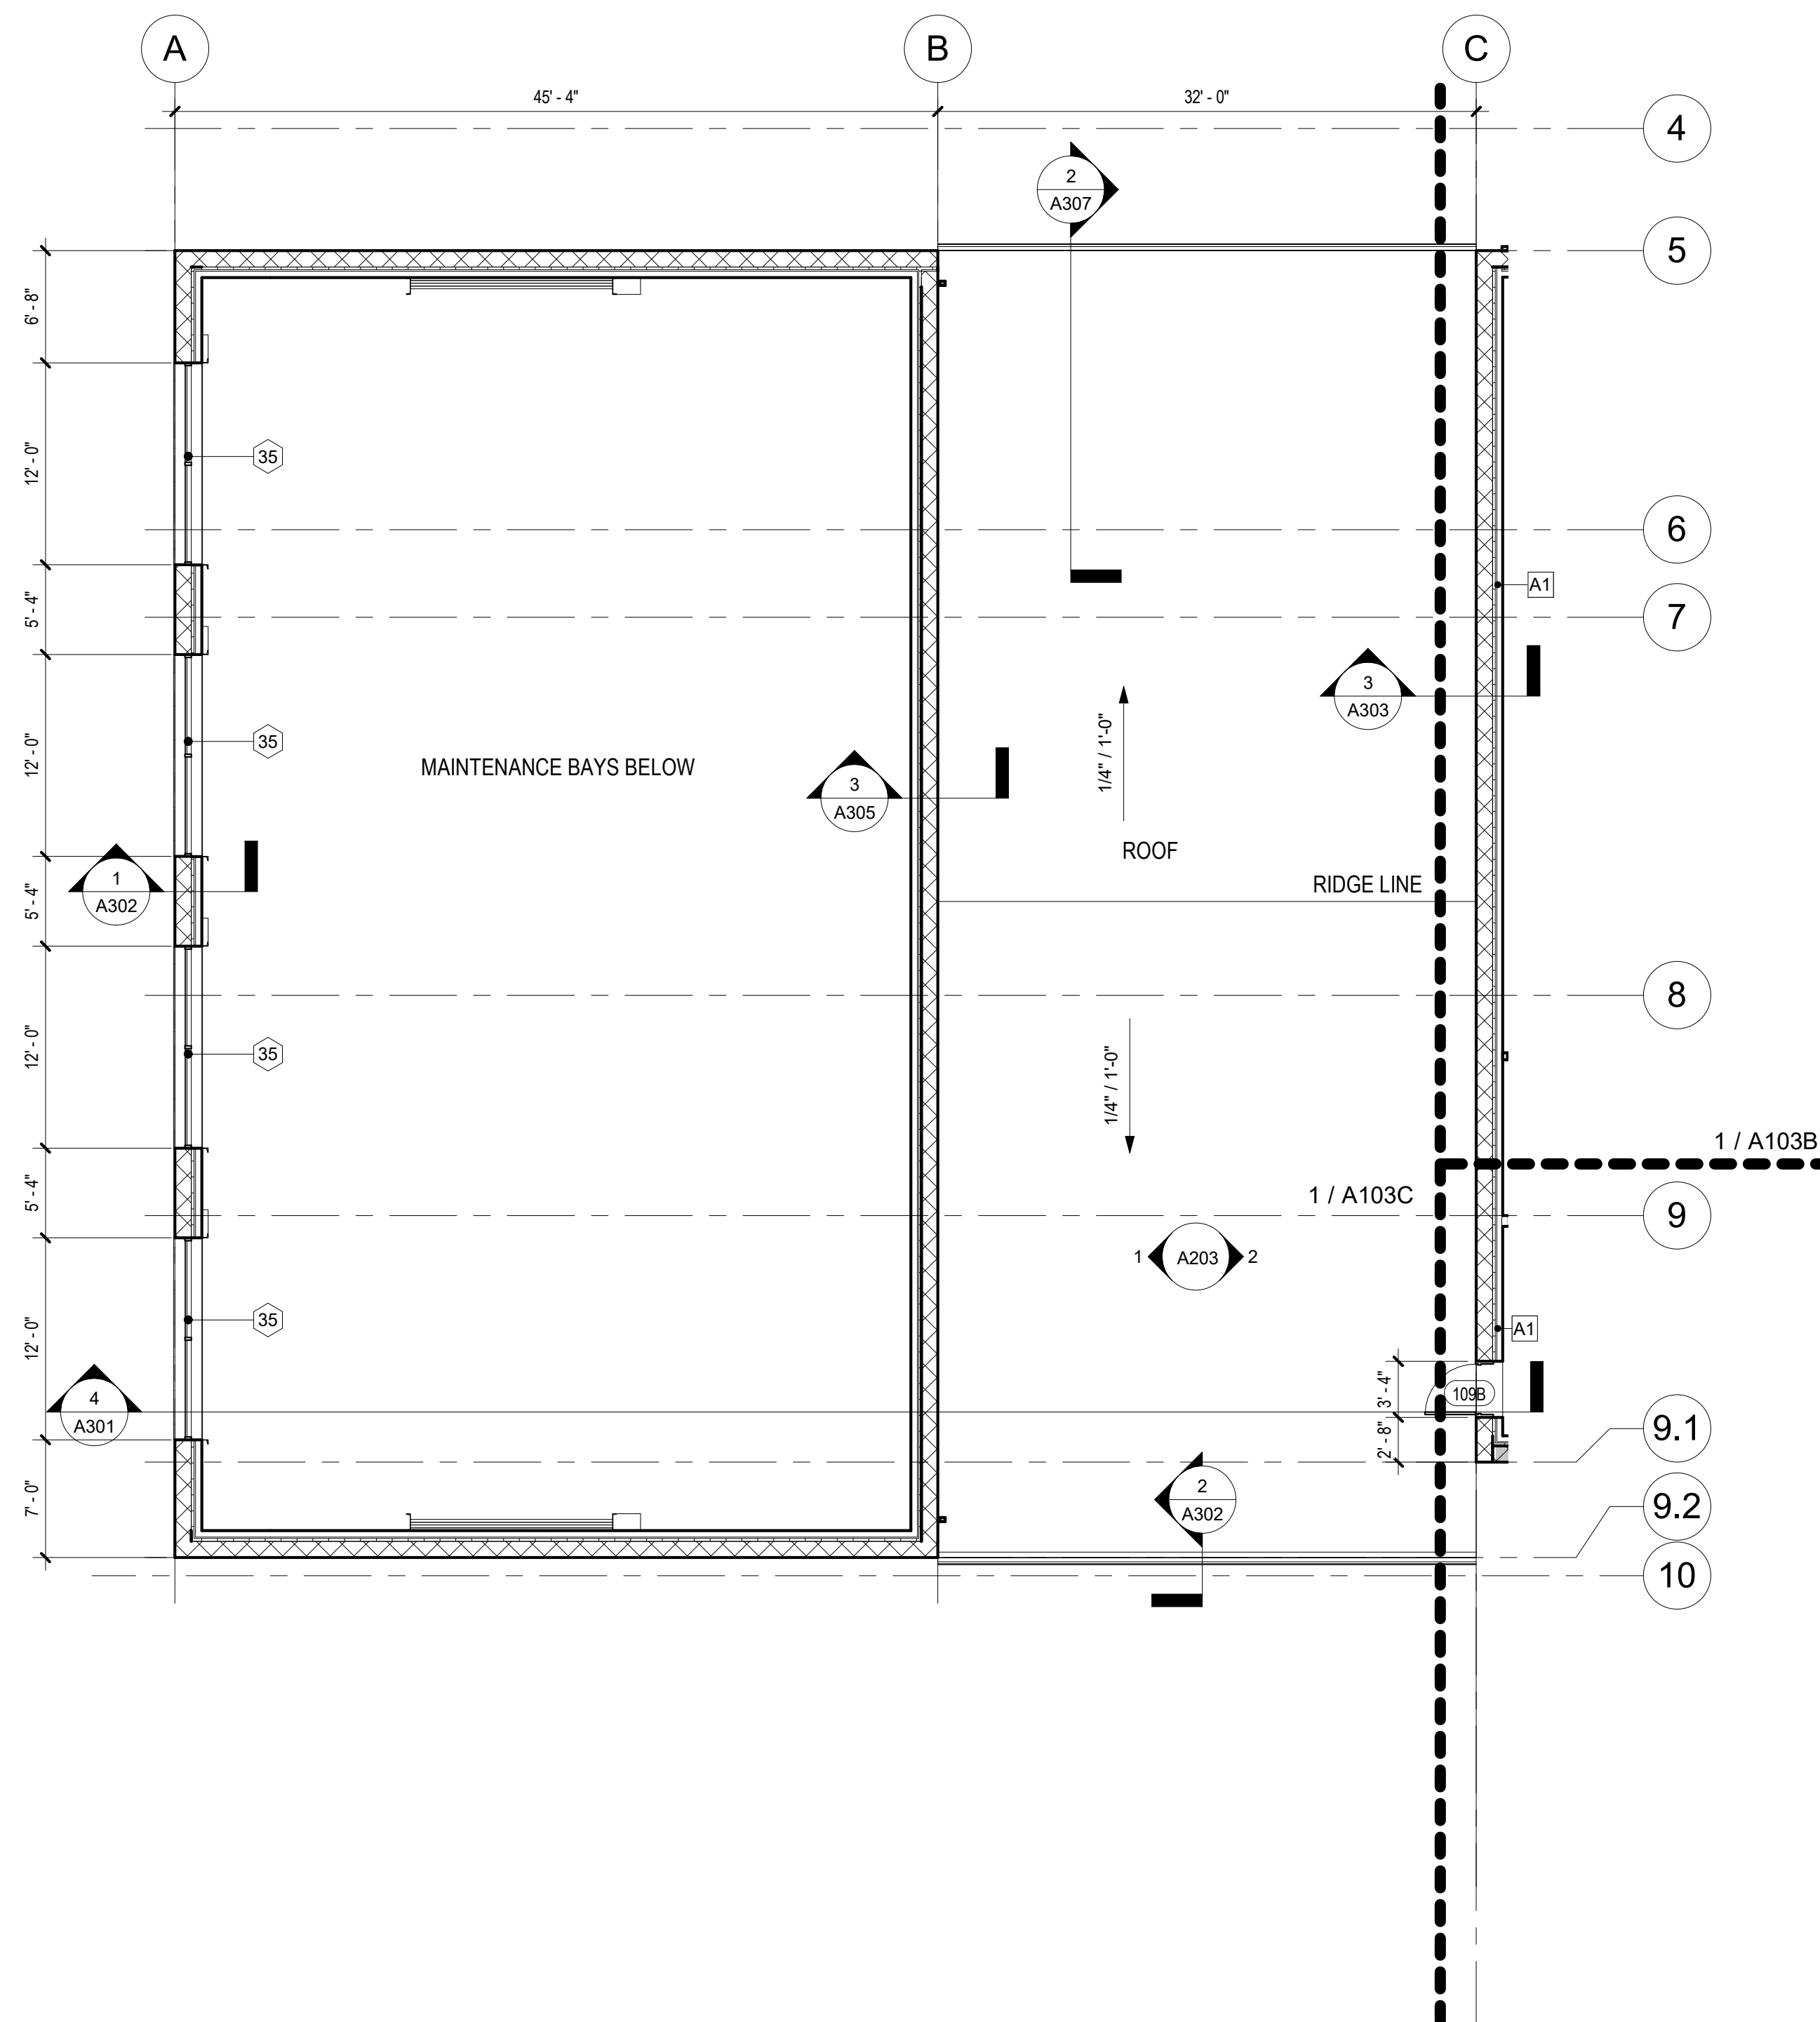 A
B
C
45' - 4"
32' - 0"
4
2
A307
5
6' - 8"
12' - 0"
35
6
5' - 4"
A1
7
3
A303
12' - 0"
35
1/4" / 1'-0"
MAINTENANCE BAYS BELOW
3
A305
ROOF
1
A302
5' - 4"
RIDGE LINE
8
12' - 0"
35
1/4" / 1'-0"
1 / A103B
5' - 4"
1 / A103C
9
1
A203
2
12' - 0"
35
A1
4
A301
3' - 4"
109B
2' - 8"
9.1
7' - 0"
2
A302
9.2
10